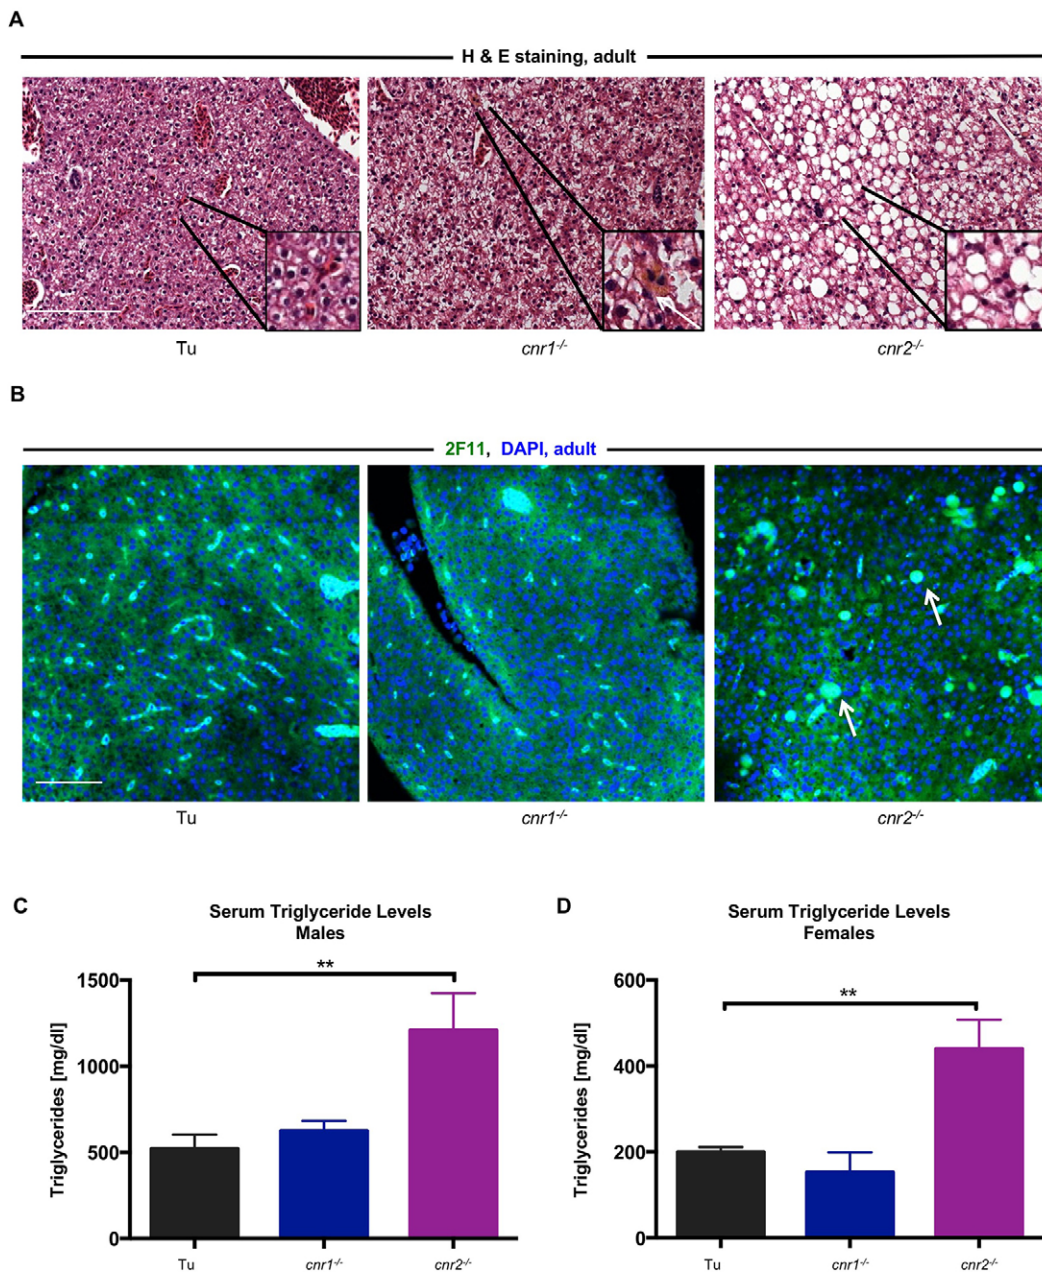 A
H & E staining, adult
Tu
cnr1-/-
cnr2-/-
B
2F11, DAPI, adult
Tu
cnr1-/-
cnr2-/-
C
Serum Triglyceride Levels
Males
**
Triglycerides [mg/dl]
1500
1000
500
0
Tu
cnr1-/-
cnr2-/-
D
Serum Triglyceride Levels
Females
**
Triglycerides [mg/dl]
600
400
200
0
Tu
cnr1-/-
cnr2-/-